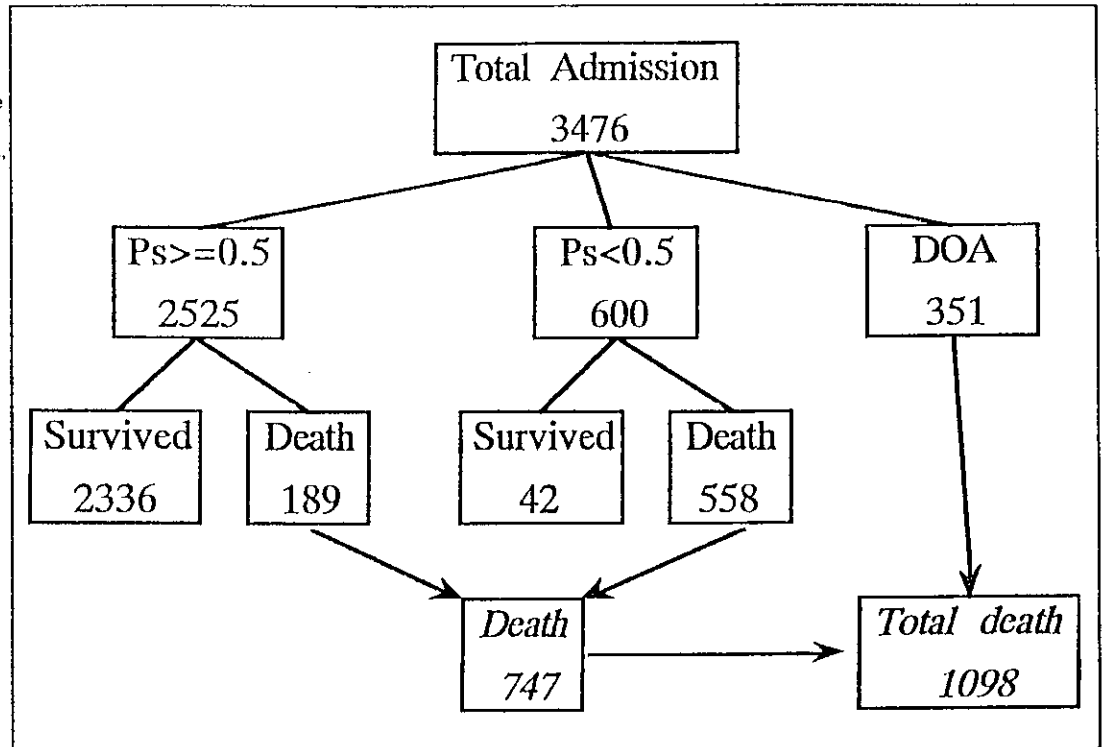 Total Admission
3476
Ps>=0.5
2525
Ps<0.5
600
DOA
351
Survived
2336
Death
189
Survived
42
Death
558
Death
747
Total death
1098